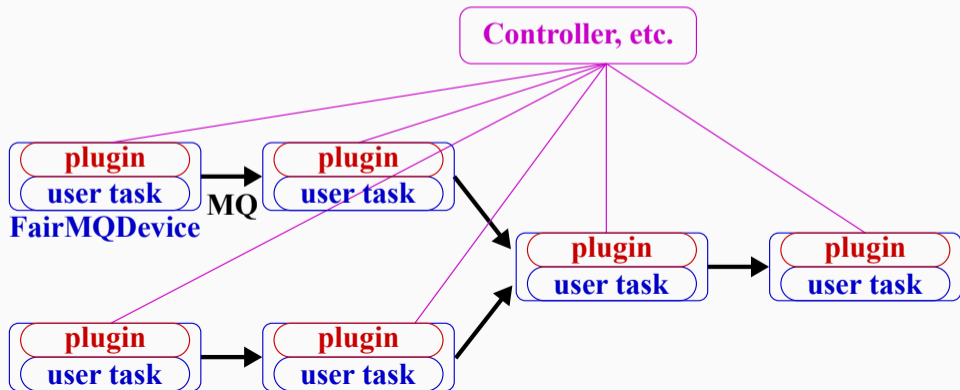 Controller, etc.
plugin
plugin
user task
MQ
user task
FairMQDevice
plugin
plugin
user task
user task
plugin
plugin
user task
user task